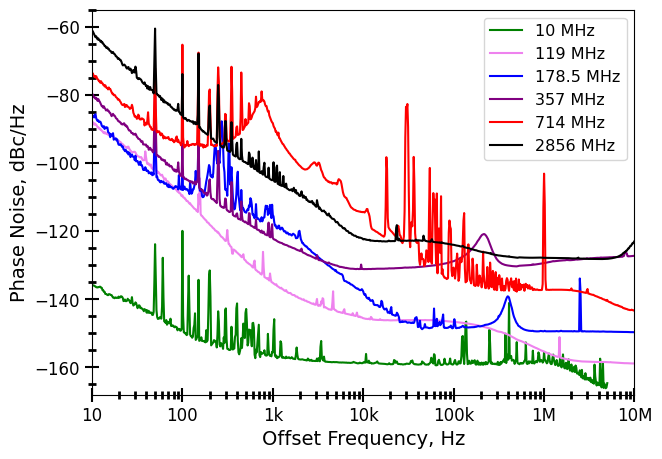 Phase Noise, dBc/Hz
−60
−80
−100
−120
−140
−160
10 MHz
119 MHz
178.5 MHz
357 MHz
714 MHz
2856 MHz
10
100
1k
10k
100k
1M
10M
Offset Frequency, Hz